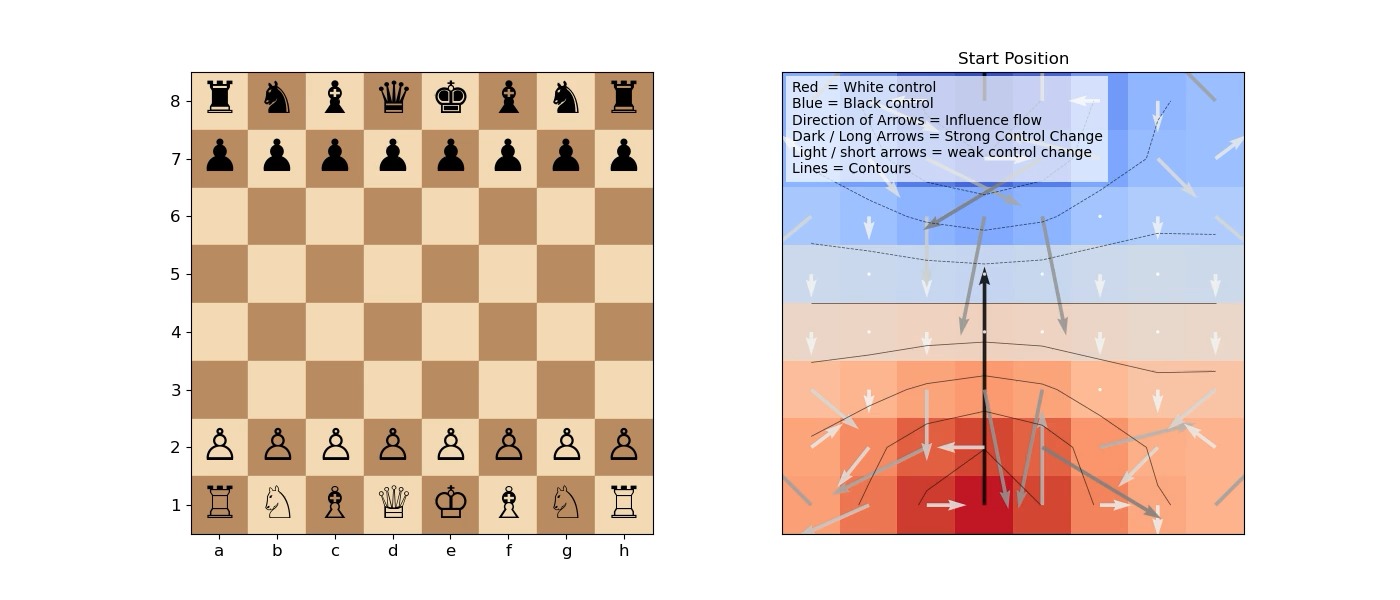 Start Position
Red  = White control
Blue = Black control
Direction of Arrows = Influence flow
Dark / Long Arrows = Strong Control Change
Light / short arrows = weak control change
Lines = Contours
8
7
6
5
4
3
2
1
a b c d e f g h